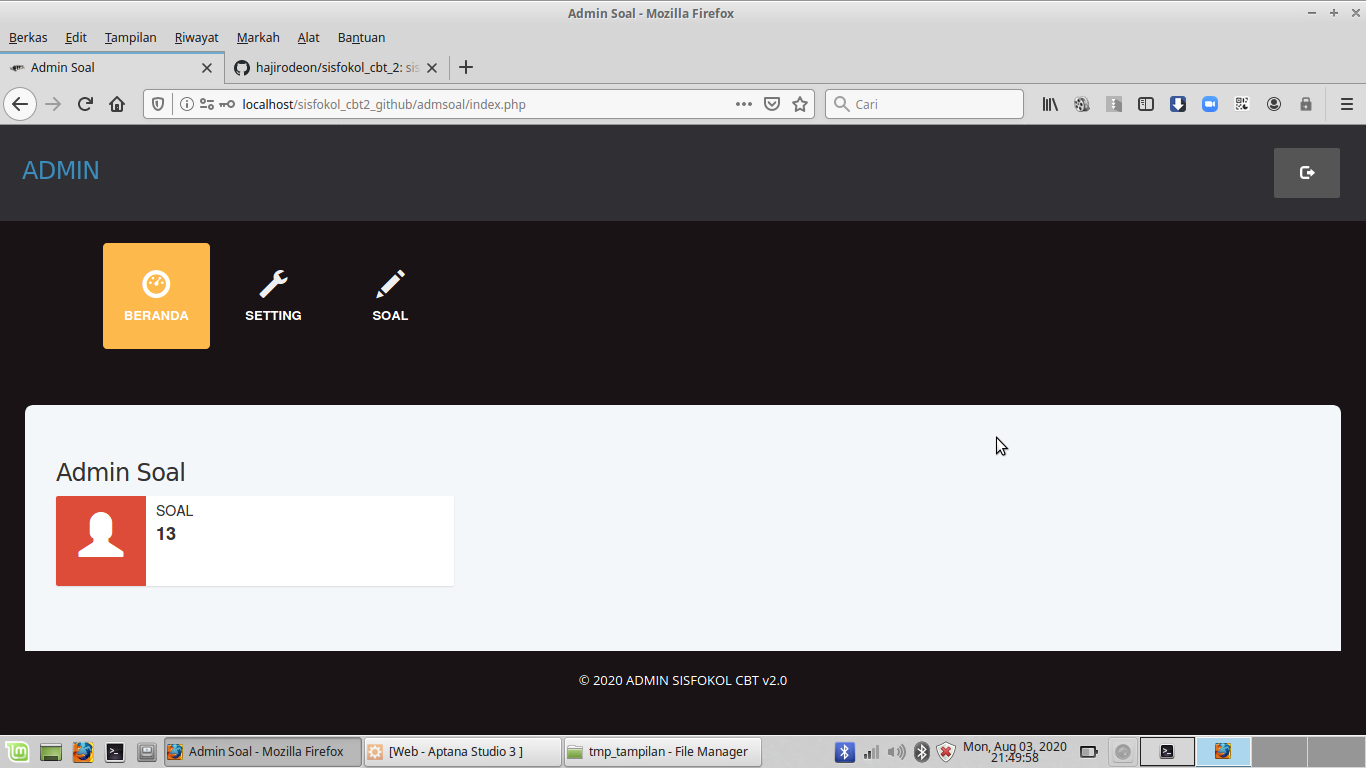 Admin Soal - Mozilla Firefox
Berkas Edit Tampilan Riwayat Markah Alat Bantuan
Admin Soal hajirodeon/sisfokol_cbt_2: sis
localhost/sisfokol_cbt2_github/admsoal/index.php Cari
ADMIN
BERANDA SETTING SOAL
Admin Soal
SOAL
13
© 2020 ADMIN SISFOKOL CBT v2.0
Admin Soal - Mozilla Firefox [Web - Aptana Studio 3 ] tmp_tampilan - File Manager Mon, Aug 03, 2020
21:49:58